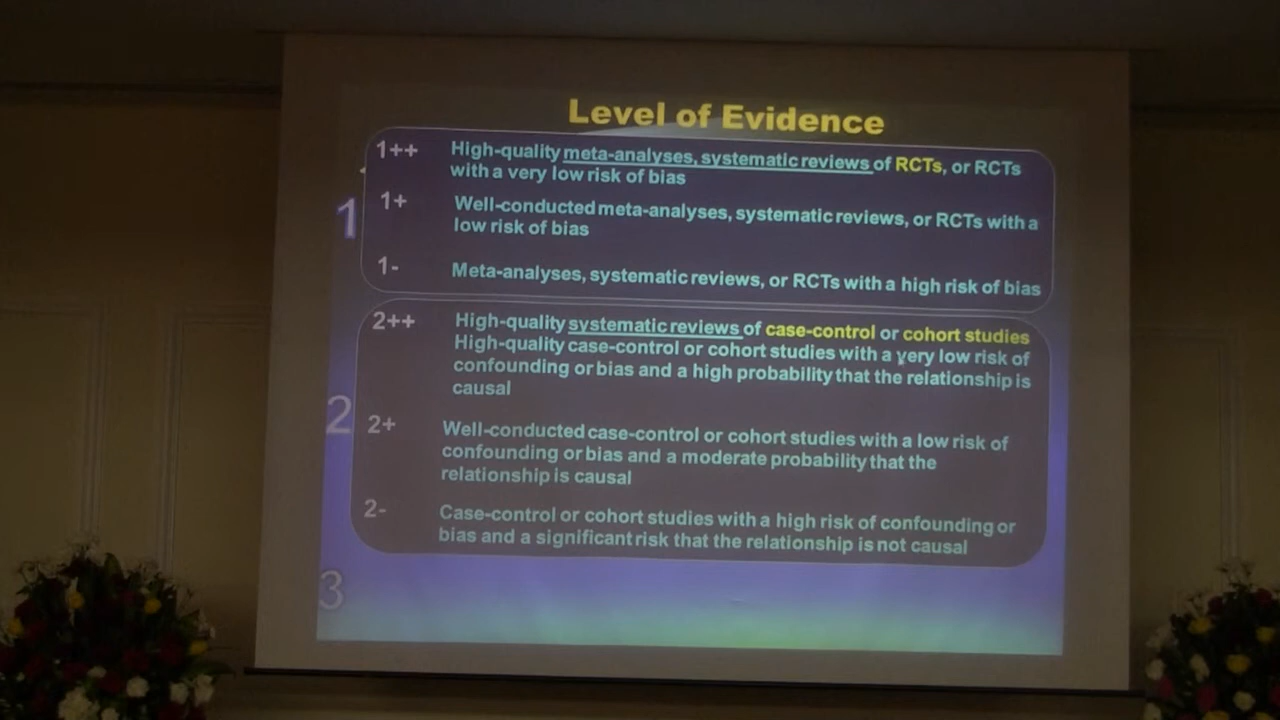 Level of Evidence
1
1++ High-quality meta-analyses, systematic reviews of RCTs, or RCTs
with a very low risk of bias
1+ Well-conducted meta-analyses, systematic reviews, or RCTs with a
low risk of bias
1- Meta-analyses, systematic reviews, or RCTs with a high risk of bias
2
2++ High-quality systematic reviews of case-control or cohort studies
High-quality case-control or cohort studies with a very low risk of
confounding or bias and a high probability that the relationship is
causal
2+ Well-conducted case-control or cohort studies with a low risk of
confounding or bias and a moderate probability that the
relationship is causal
2- Case-control or cohort studies with a high risk of confounding or
bias and a significant risk that the relationship is not causal
3